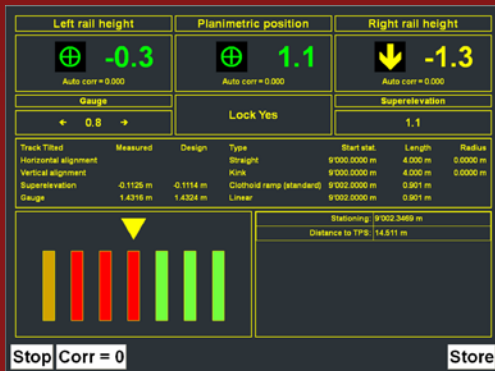 Left rail height Planimetric position Right rail height
-0.3 1.1 -1.3
Auto corr = 0.000 Auto corr = 0.000 Auto corr = 0.000
Gauge Lock Yes Superelevation
← 0.8 → 1.1
Track Tilted Measured Design Type Start stat. Length Radius
Horizontal alignment Straight 9'000.0000 m 4.000 m 0.0000 m
Vertical alignment Kink 9'000.0000 m 4.000 m 0.0000 m
Superelevation -0.1125 m -0.1114 m Clothoid ramp (standard) 9'002.0000 m 0.901 m
Gauge 1.4316 m 1.4324 m Linear 9'002.0000 m 0.901 m
Stationing: 9'002.3469 m
Distance to TPS: 14.511 m
Stop Corr = 0 Store